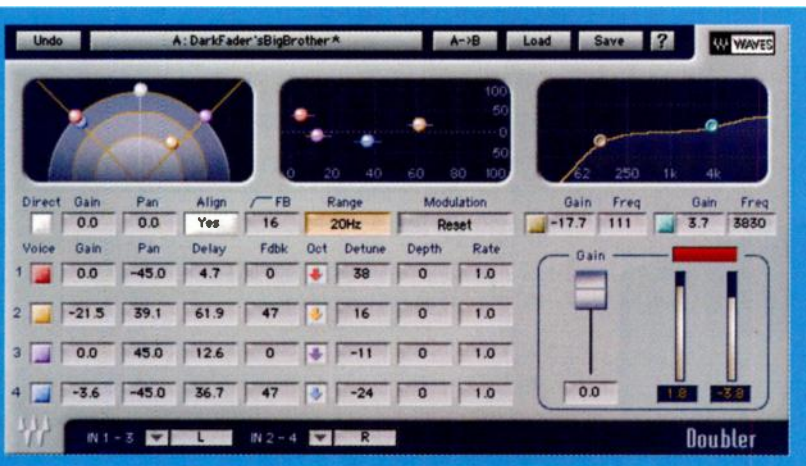 Undo A: DarkFader'sBigBrother* A->B Load Save ? WAVES
100
50
0
50
0 20 40 60 80 100
62 250 1k 4k
Direct Gain Pan Align FB Range Modulation Gain Freq Gain Freq
0.0 0.0 Yes 16 20Hz Reset -17.7 111 3.7 3830
Voice Gain Pan Delay Fdbk Oct Detune Depth Rate Gain
1 0.0 -45.0 4.7 0 38 0 1.0
2 -21.5 39.1 61.9 47 16 0 1.0
3 0.0 45.0 12.6 0 -11 0 1.0
4 -3.6 -45.0 36.7 47 -24 0 1.0 0.0 1.8 -3.8
IN 1 - 3 L IN 2 - 4 R Doubler